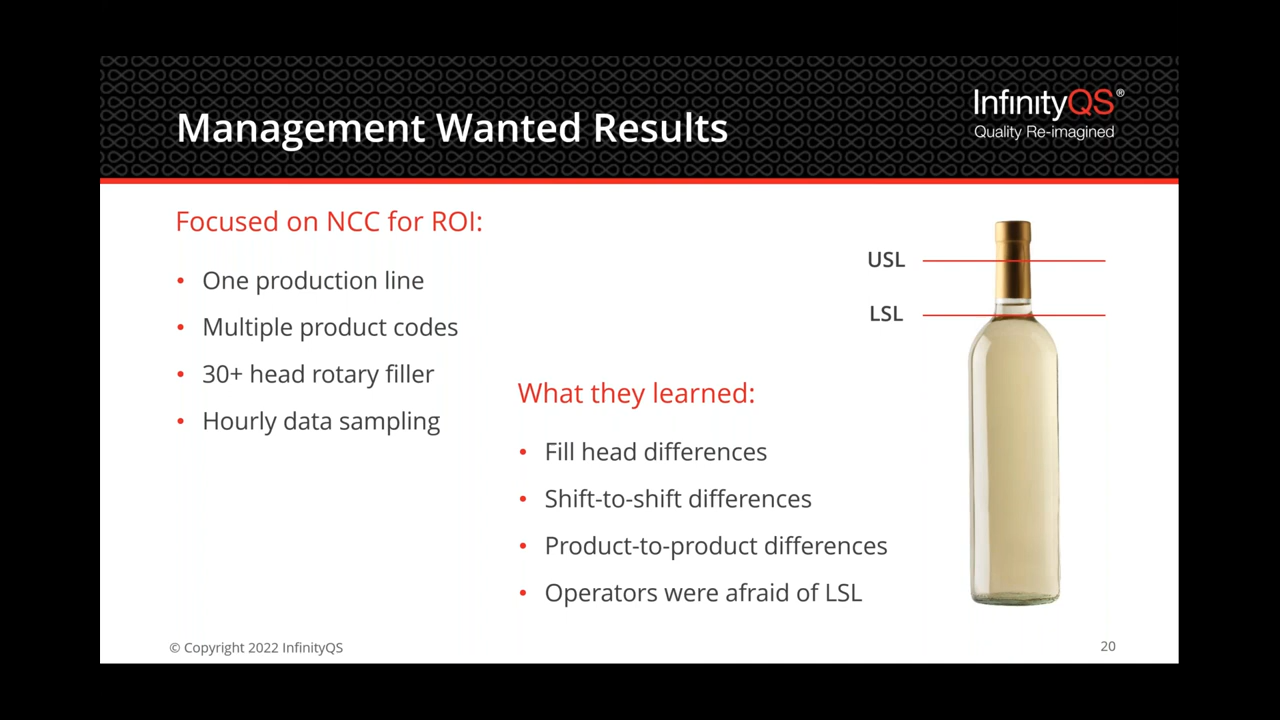 Management Wanted Results
InfinityQS®
Quality Re-imagined
Focused on NCC for ROI:
• One production line
• Multiple product codes
• 30+ head rotary filler
• Hourly data sampling
What they learned:
• Fill head differences
• Shift-to-shift differences
• Product-to-product differences
• Operators were afraid of LSL
USL
LSL
© Copyright 2022 InfinityQS
20